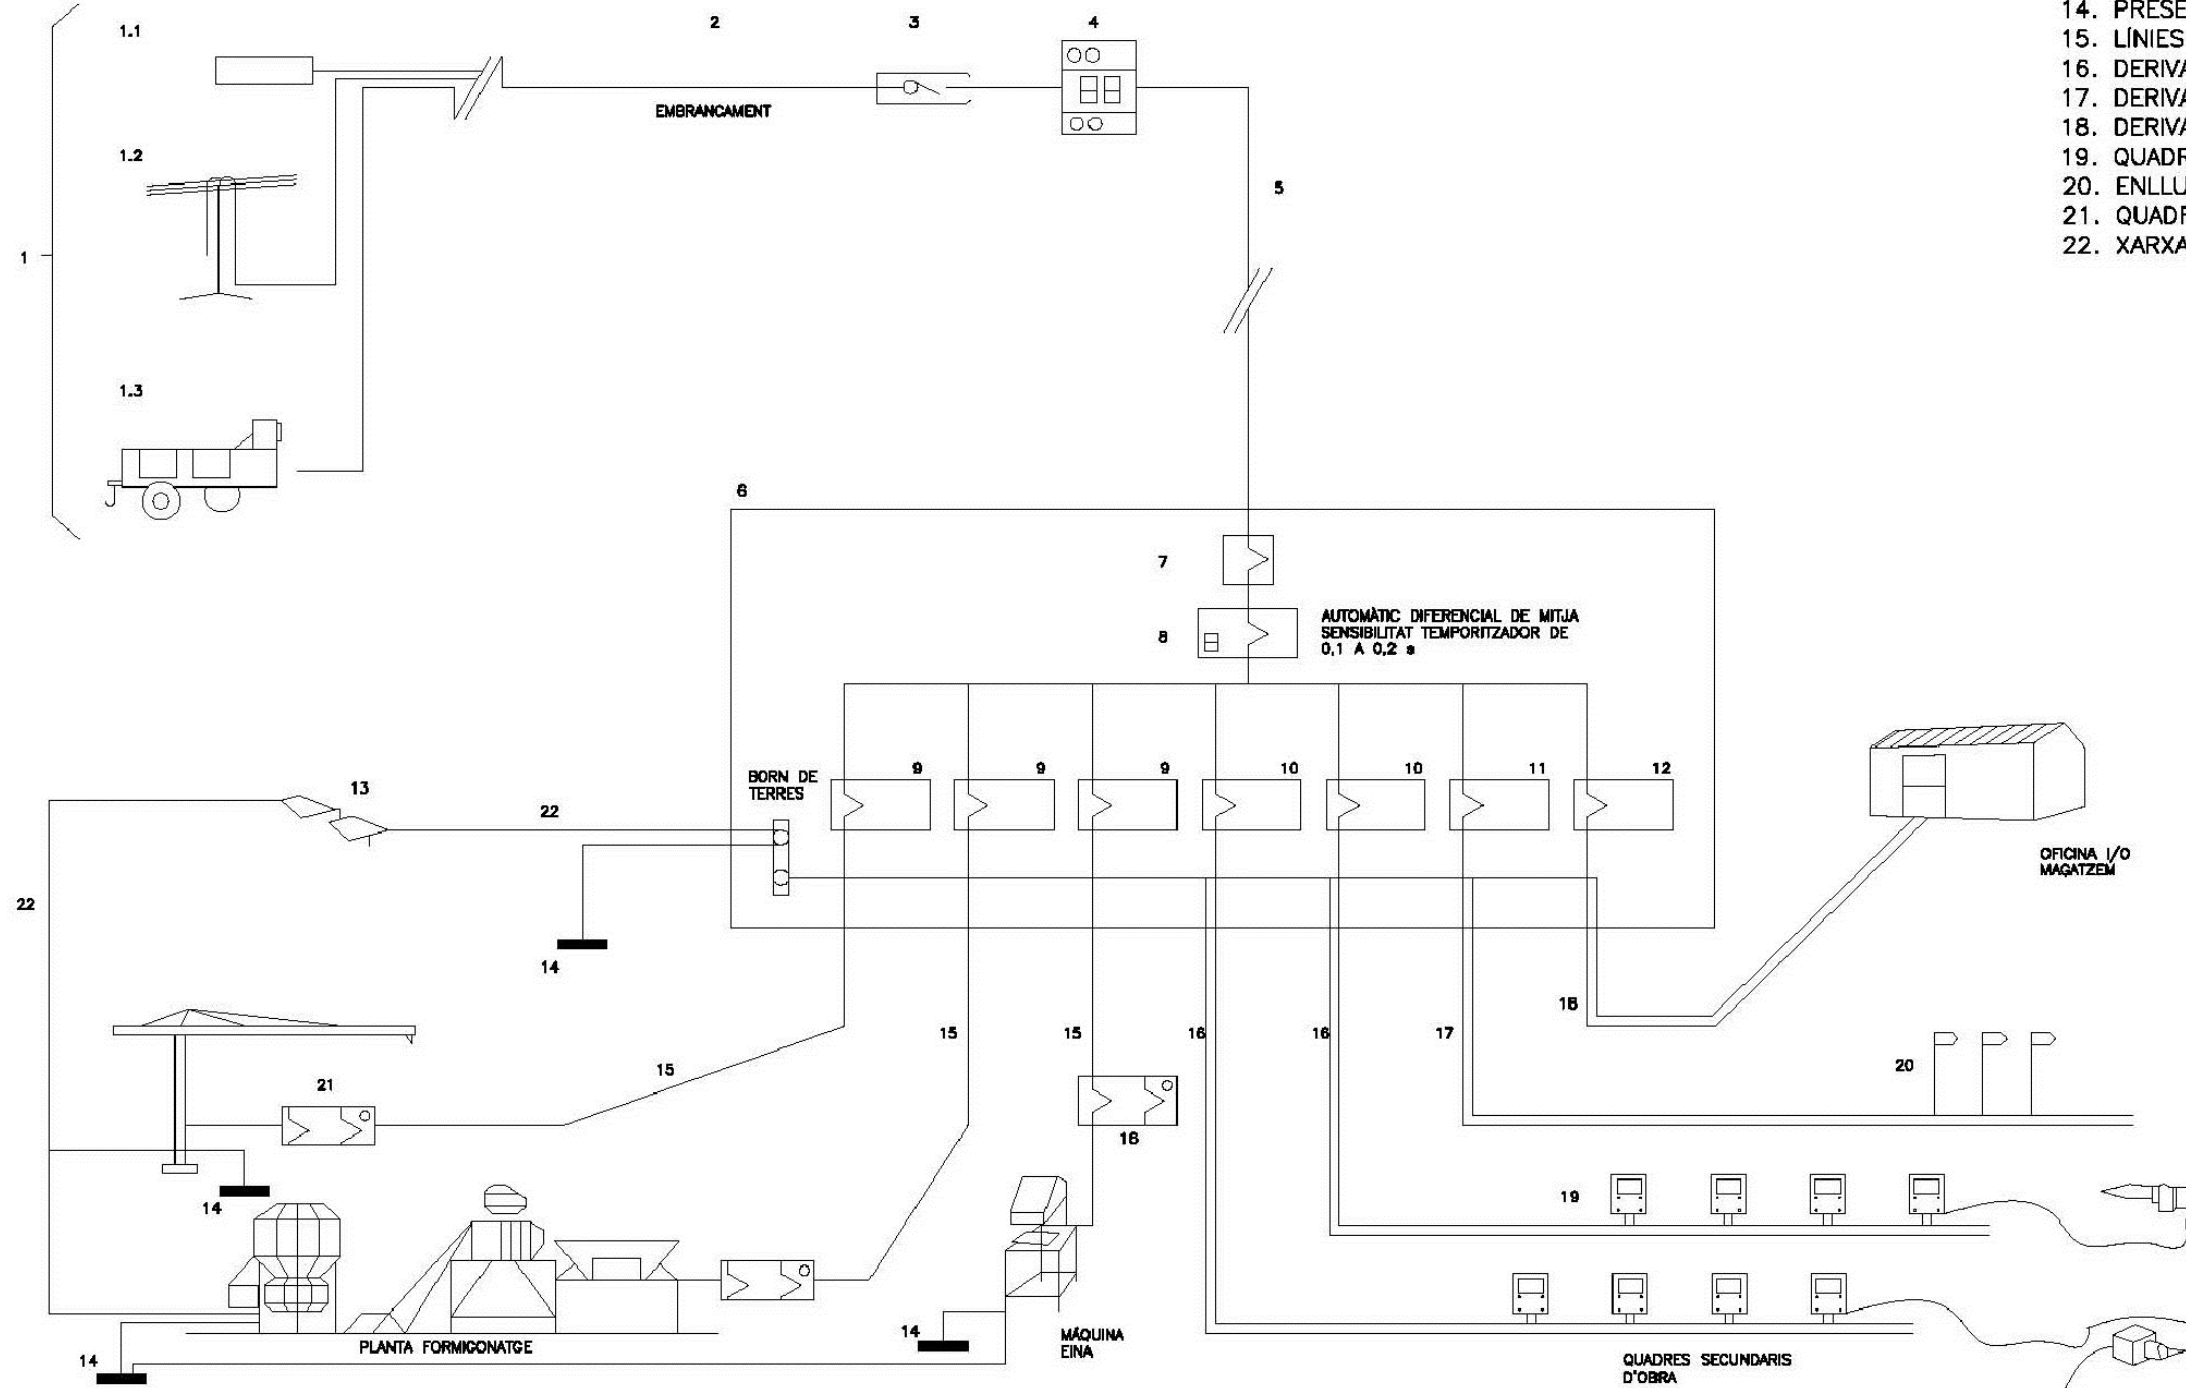 1.1
2
3
4
14. PRESE
15. LÍNIES
16. DERIVA
17. DERIVA
18. DERIVA
19. QUADR
20. ENLLU
21. QUADR
22. XARXA
EMBRANCAMENT
1.2
5
1
1.3
6
7
8
AUTOMÀTIC DIFERENCIAL DE MITJA
SENSIBILITAT TEMPORITZADOR DE
0,1 A 0,2 s
BORN DE
TERRES
9
9
9
10
10
11
12
13
22
OFICINA I/O
MAGATZEM
22
14
18
15
15
15
16
16
17
20
21
18
14
19
PLANTA FORMIGONATGE
14
14
MÁQUINA
EINA
QUADRES SECUNDARIS
D'OBRA